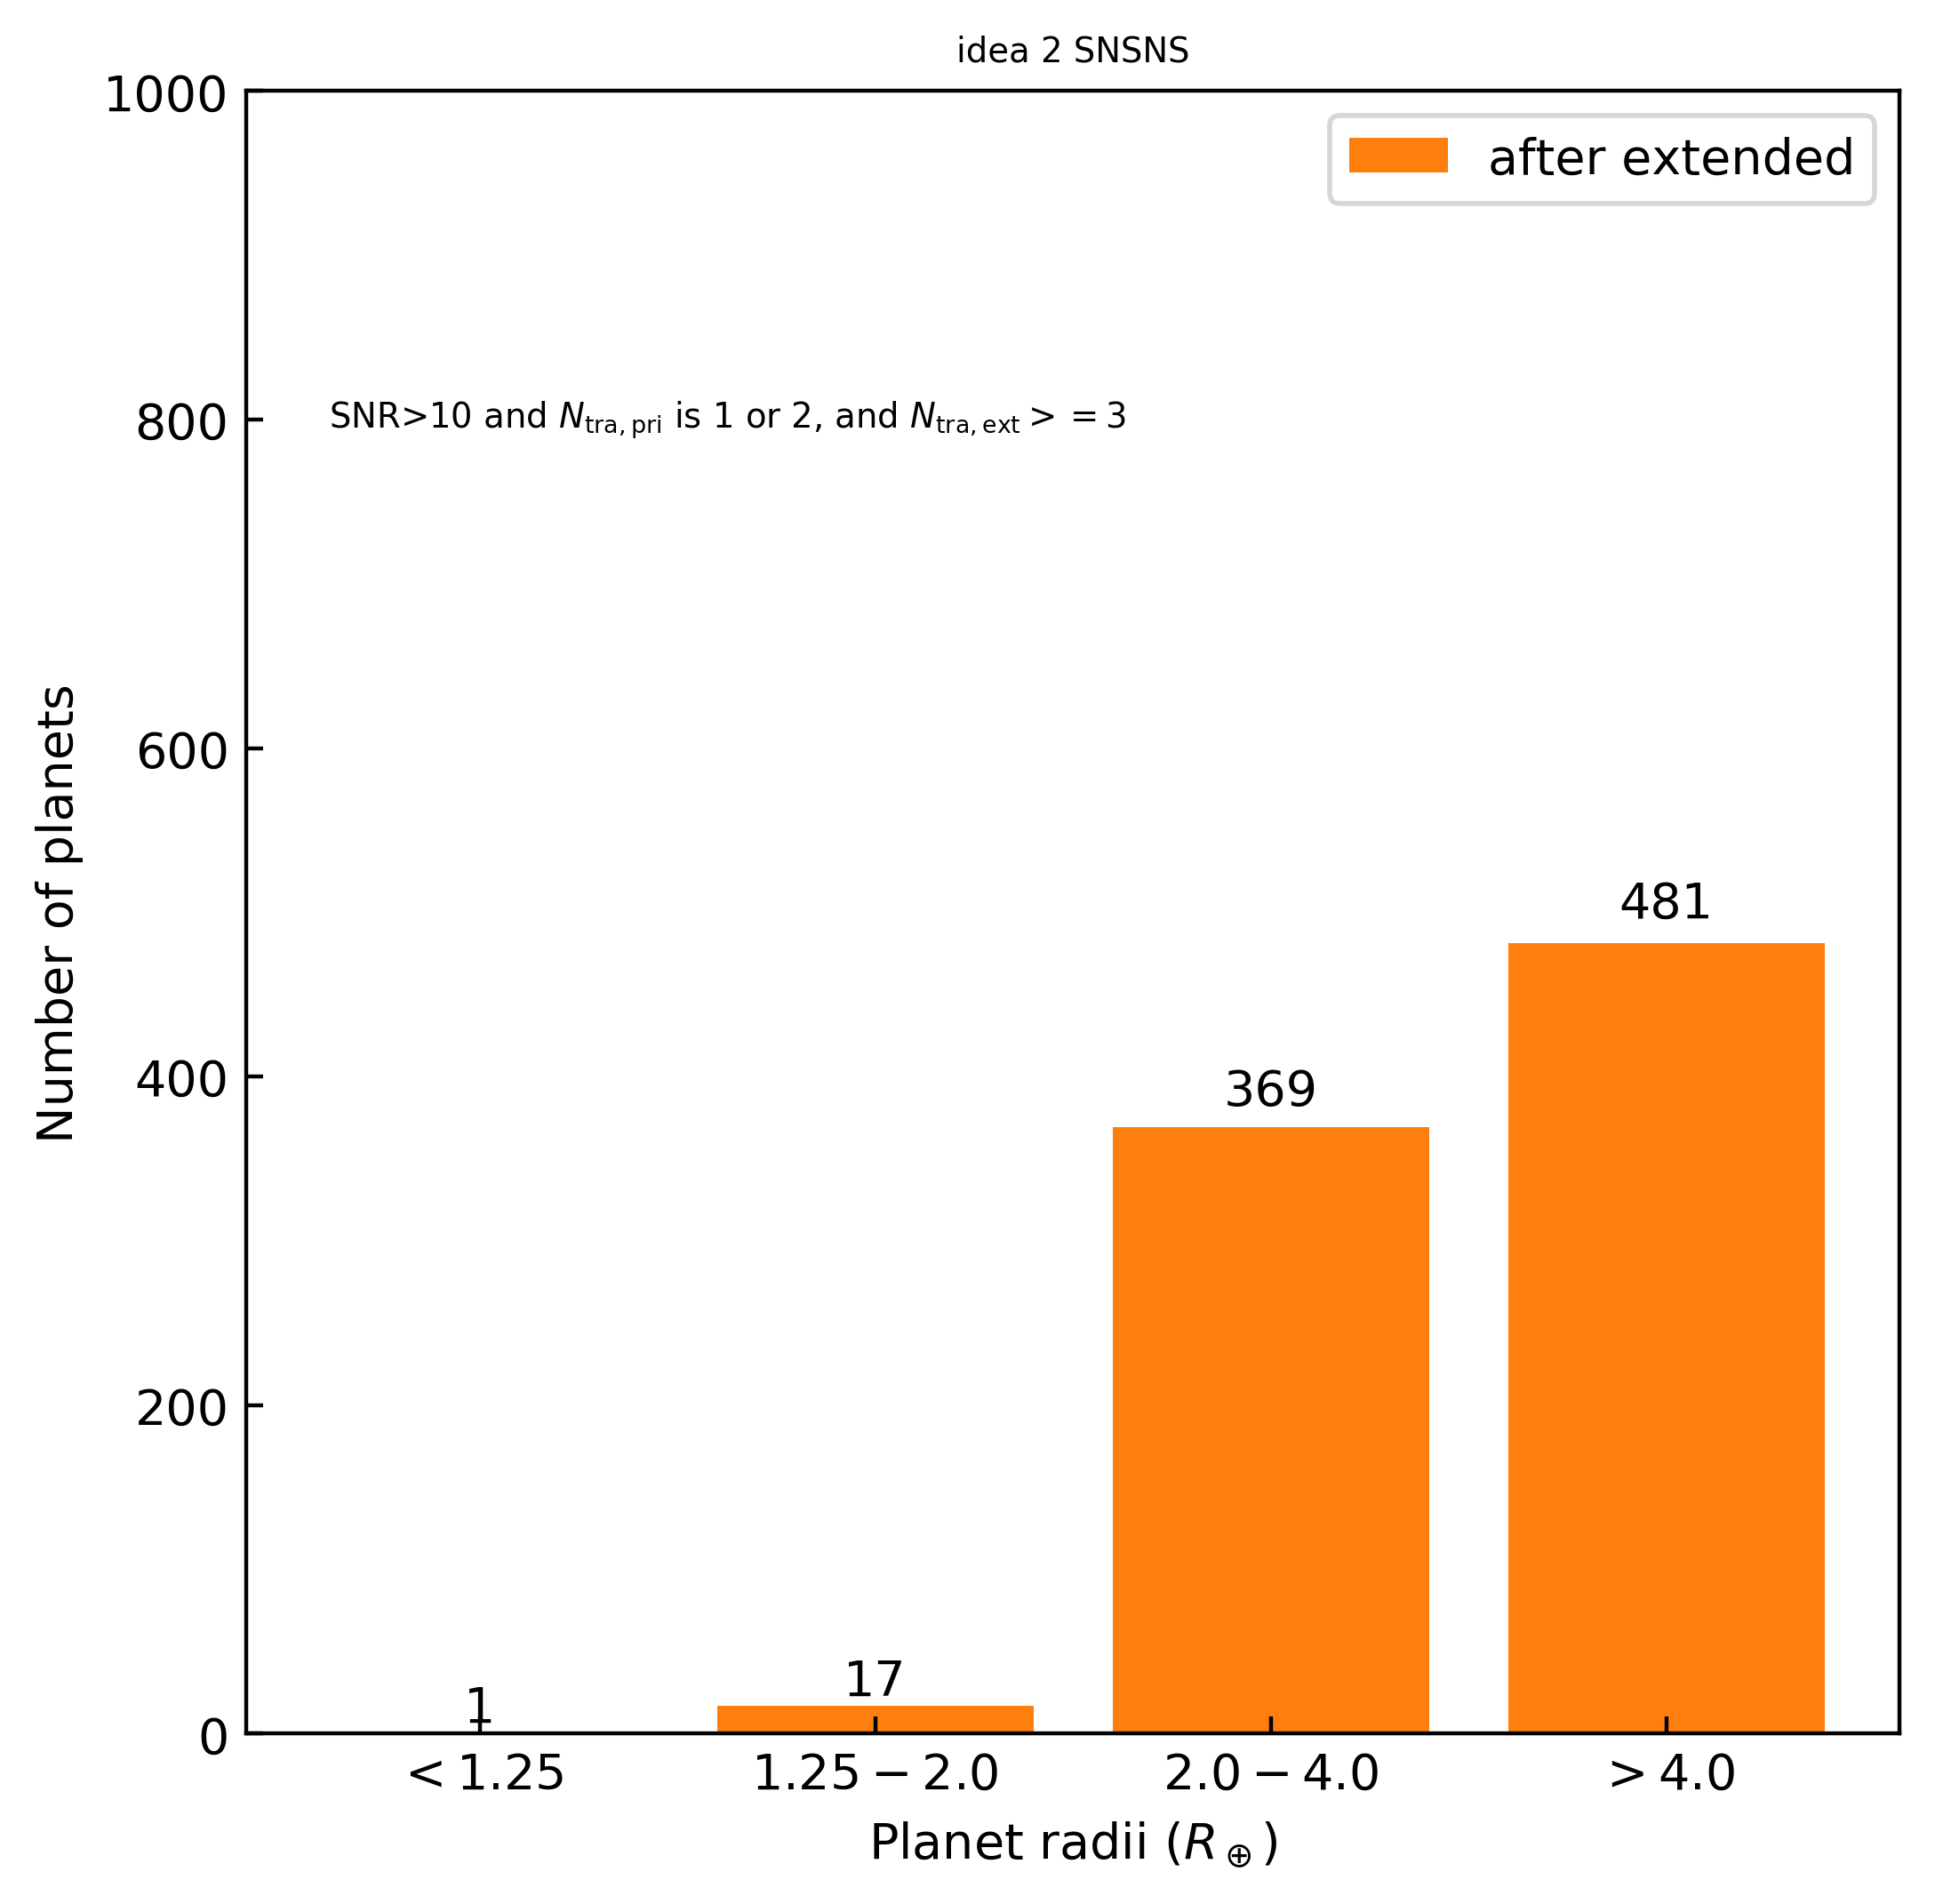 idea 2 SNSNS
1000
after extended
800
SNR>10 and N_tra,pri is 1 or 2, and N_tra,ext >=3
600
Number of planets
481
400
369
200
17
1
0
<1.25
1.25−2.0
2.0−4.0
>4.0
Planet radii (R⊕)